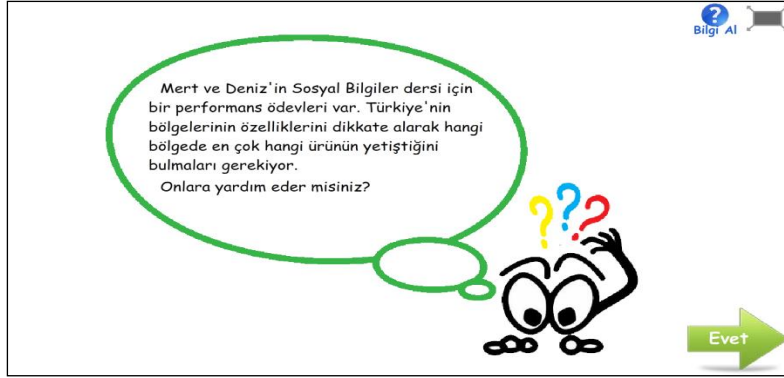 Bilgi Al
Mert ve Deniz'in Sosyal Bilgiler dersi için
bir performans ödevleri var. Türkiye'nin
bölgelerinin özelliklerini dikkate alarak hangi
bölgede en çok hangi ürünün yetiştiğini
bulmaları gerekiyor.
Onlara yardım eder misiniz?
???
Evet